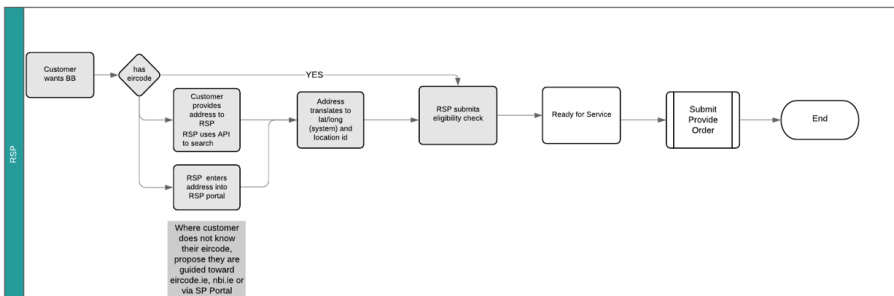 RSP
Customer
wants BB
has
eircode
YES
Customer
provides
address to
RSP
RSP uses API
to search
RSP enters
address into
RSP portal
Where customer
does not know
their eircode,
propose they are
guided toward
eircode.ie, nbi.ie or
via SP Portal
Address
translates to
lat/long
(system) and
location id
RSP submits
eligibility check
Ready for Service
Submit
Provide
Order
End